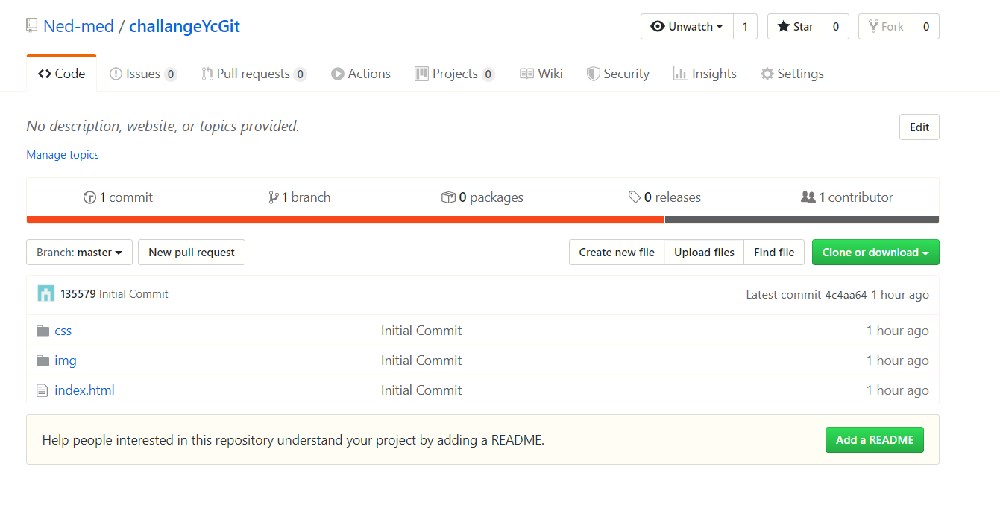 Ned-med / challangeYcGit
Unwatch 1 Star 0 Fork 0
Code Issues 0 Pull requests 0 Actions Projects 0 Wiki Security Insights Settings
No description, website, or topics provided. Edit
Manage topics
1 commit 1 branch 0 packages 0 releases 1 contributor
Branch: master New pull request Create new file Upload files Find file Clone or download
135579 Initial Commit Latest commit 4c4aa64 1 hour ago
css Initial Commit 1 hour ago
img Initial Commit 1 hour ago
index.html Initial Commit 1 hour ago
Help people interested in this repository understand your project by adding a README. Add a README